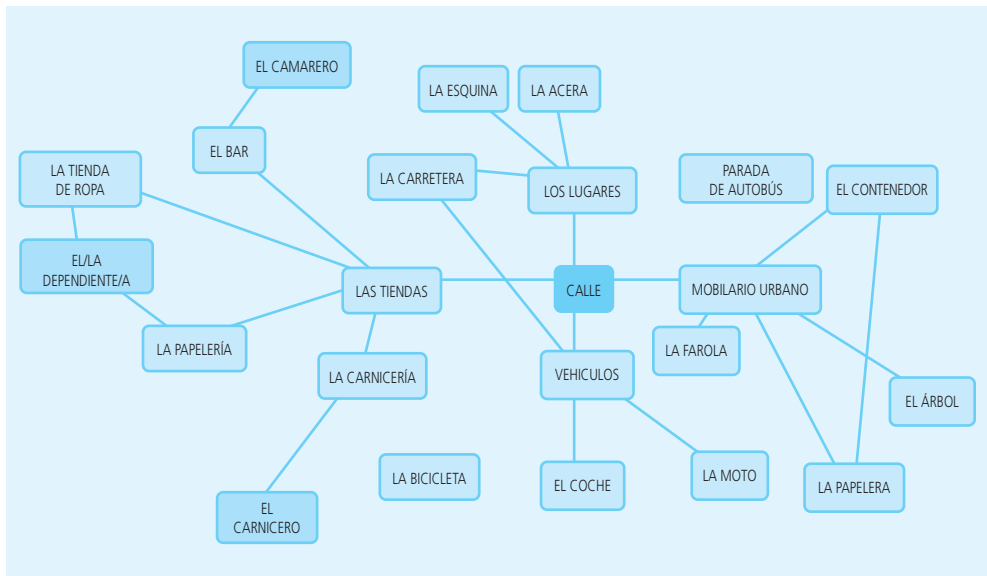 EL CAMARERO
LA ESQUINA
LA ACERA
EL BAR
LA TIENDA
DE ROPA
LA CARRETERA
LOS LUGARES
PARADA
DE AUTOBÚS
EL CONTENEDOR
EL/LA
DEPENDIENTE/A
LAS TIENDAS
CALLE
MOBILIARIO URBANO
LA PAPELERÍA
LA FAROLA
LA CARNICERÍA
VEHICULOS
EL ÁRBOL
LA BICICLETA
EL COCHE
LA MOTO
LA PAPELERA
EL
CARNICERO